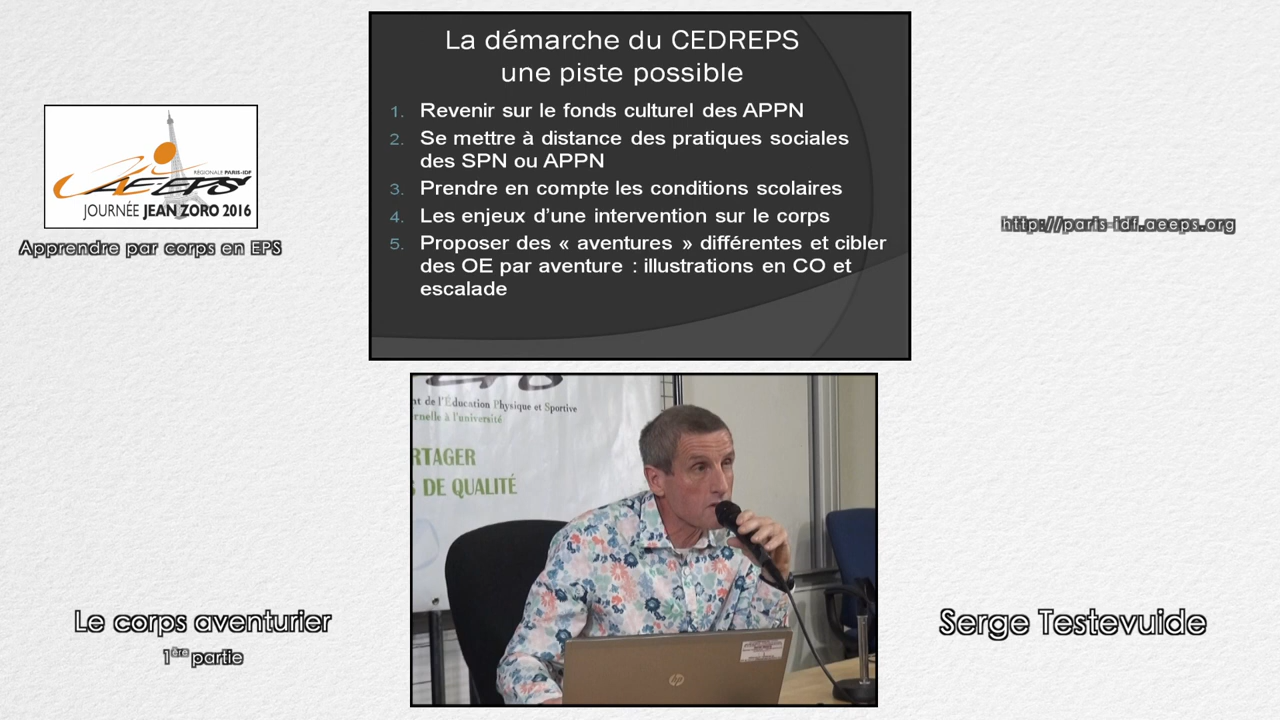 La démarche du CEDREPS
une piste possible
1. Revenir sur le fonds culturel des APPN
2. Se mettre à distance des pratiques sociales
des SPN ou APPN
3. Prendre en compte les conditions scolaires
4. Les enjeux d'une intervention sur le corps
5. Proposer des « aventures » différentes et cibler
des OE par aventure : illustrations en CO et
escalade
RÉGIONALE PARIS-IDF
AEEPS
JOURNÉE JEAN ZORO 2016
Apprendre par corps en EPS
http://paris-idf.aeeps.org
nt de l'Éducation Physique et Sportive
rnelle à l'université
RTAGER
S DE QUALITÉ
hp
Le corps aventurier
1ère partie
Serge Testevuide